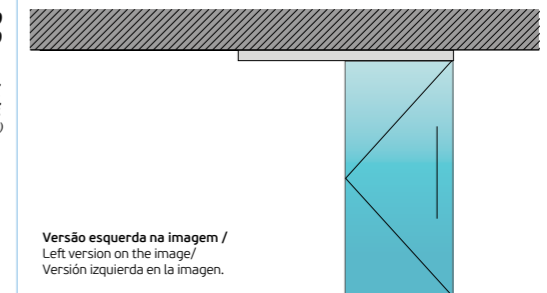 Versão esquerda na imagem /
Left version on the image/
Versión izquierda en la imagen.